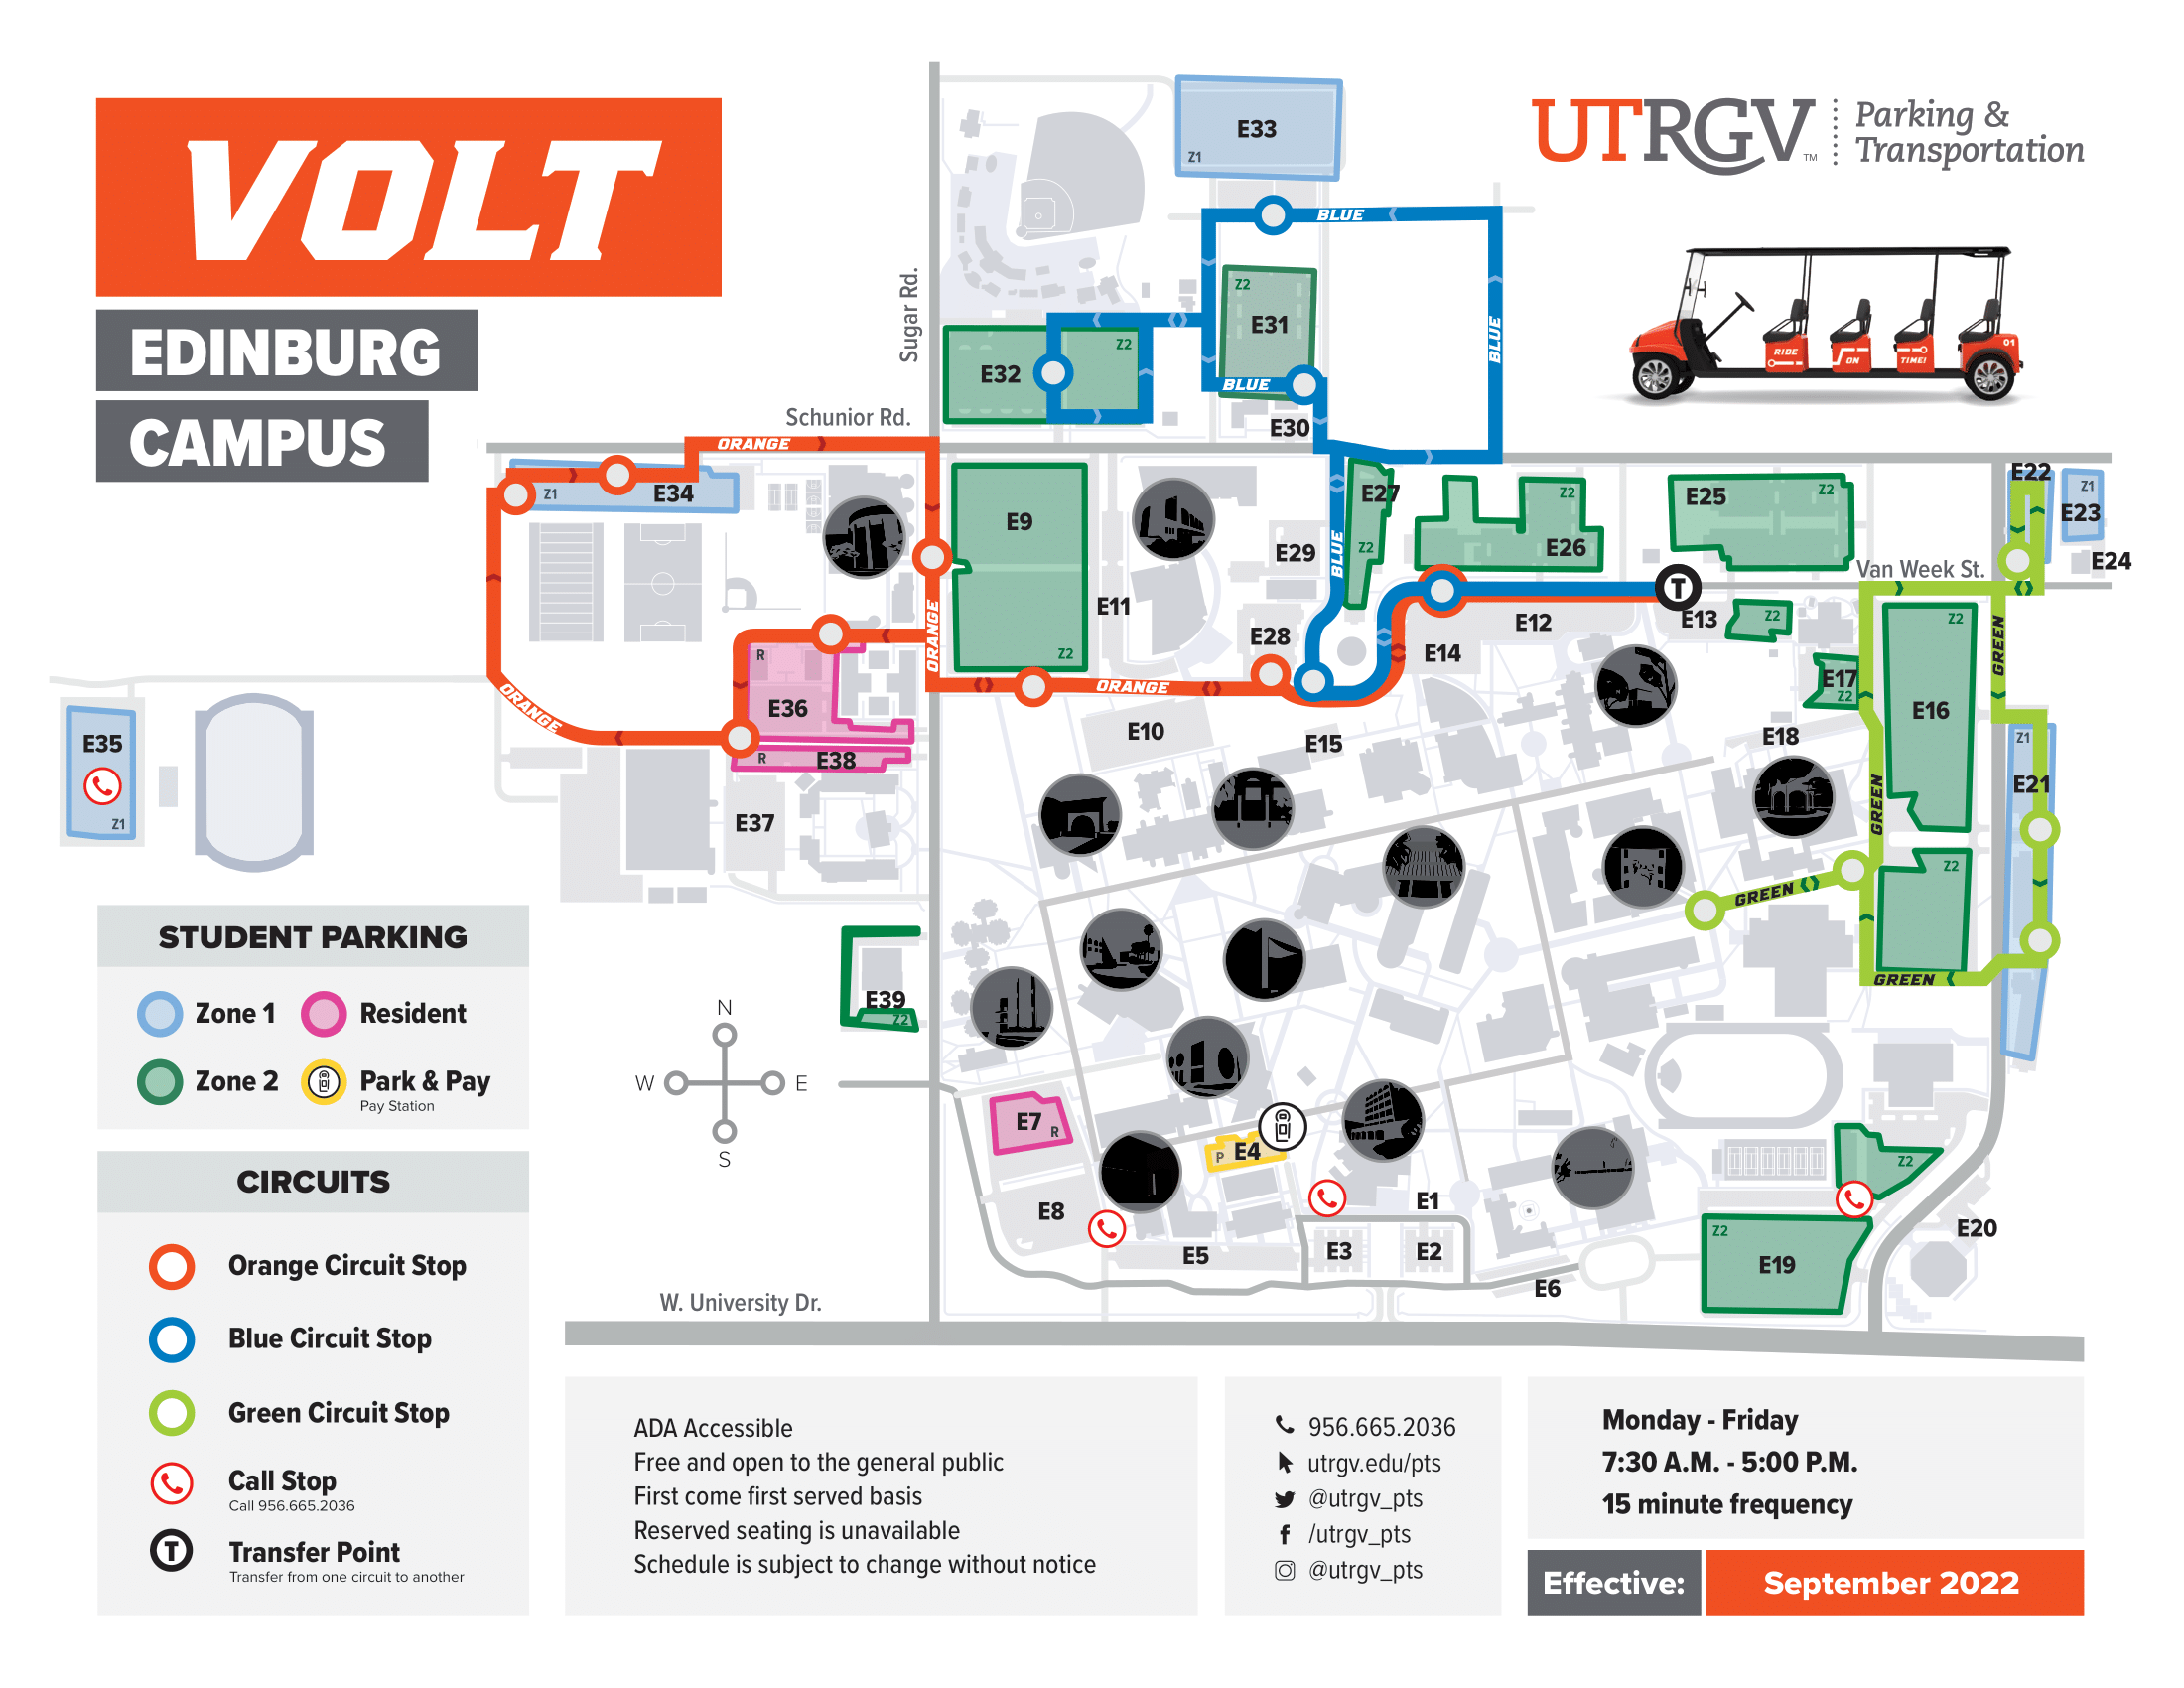 VOLT
EDINBURG
CAMPUS
UTRGV™
Parking &
Transportation
E33
Z1
BLUE
Z2
E31
BLUE
BLUE
E30
Sugar Rd.
E32
Z2
RIDE
ON
TIME!
01
Schunior Rd.
ORANGE
Z1
E34
E9
Z2
ORANGE
E11
E29
BLUE
E27
Z2
Z2
E26
E25
Z2
E22
Z1
E23
E24
Van Week St.
T
E13
Z2
E12
E14
E28
ORANGE
R
E36
R
E38
E37
ORANGE
E35
Z1
E10
E15
E17
Z2
E18
Z2
E16
GREEN
GREEN
Z1
E21
Z2
GREEN
GREEN
E39
Z2
N
W
E
S
E7
R
E8
P
E4
E5
E1
E3
E2
E6
Z2
Z2
E19
E20
W. University Dr.
STUDENT PARKING
Zone 1
Resident
Zone 2
Park & Pay
Pay Station
CIRCUITS
Orange Circuit Stop
Blue Circuit Stop
Green Circuit Stop
Call Stop
Call 956.665.2036
T
Transfer Point
Transfer from one circuit to another
ADA Accessible
Free and open to the general public
First come first served basis
Reserved seating is unavailable
Schedule is subject to change without notice
956.665.2036
utrgv.edu/pts
@utrgv_pts
/utrgv_pts
@utrgv_pts
Monday - Friday
7:30 A.M. - 5:00 P.M.
15 minute frequency
Effective:
September 2022